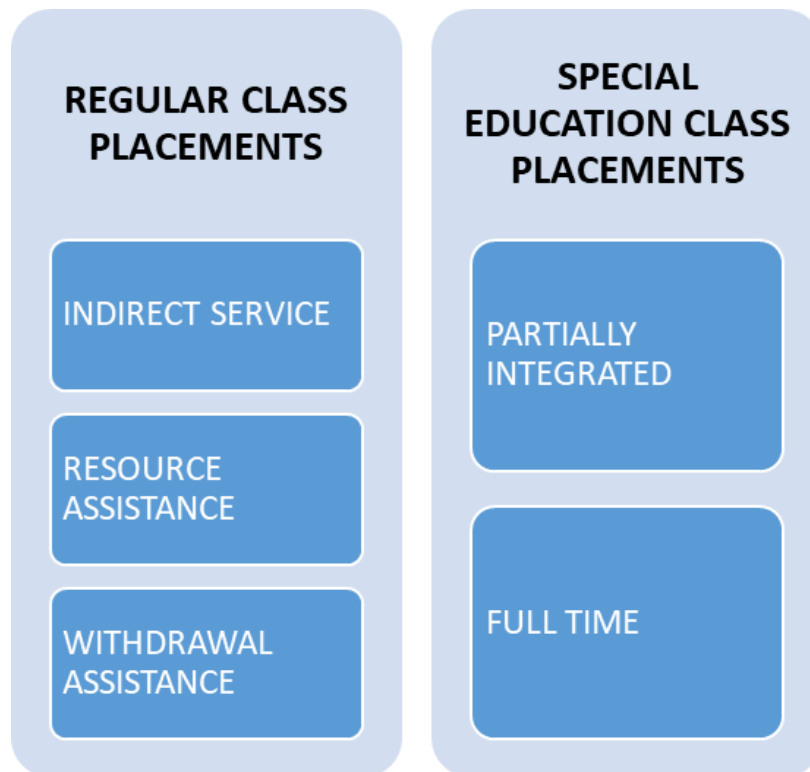 REGULAR CLASS
PLACEMENTS
INDIRECT SERVICE
RESOURCE
ASSISTANCE
WITHDRAWAL
ASSISTANCE
SPECIAL
EDUCATION CLASS
PLACEMENTS
PARTIALLY
INTEGRATED
FULL TIME